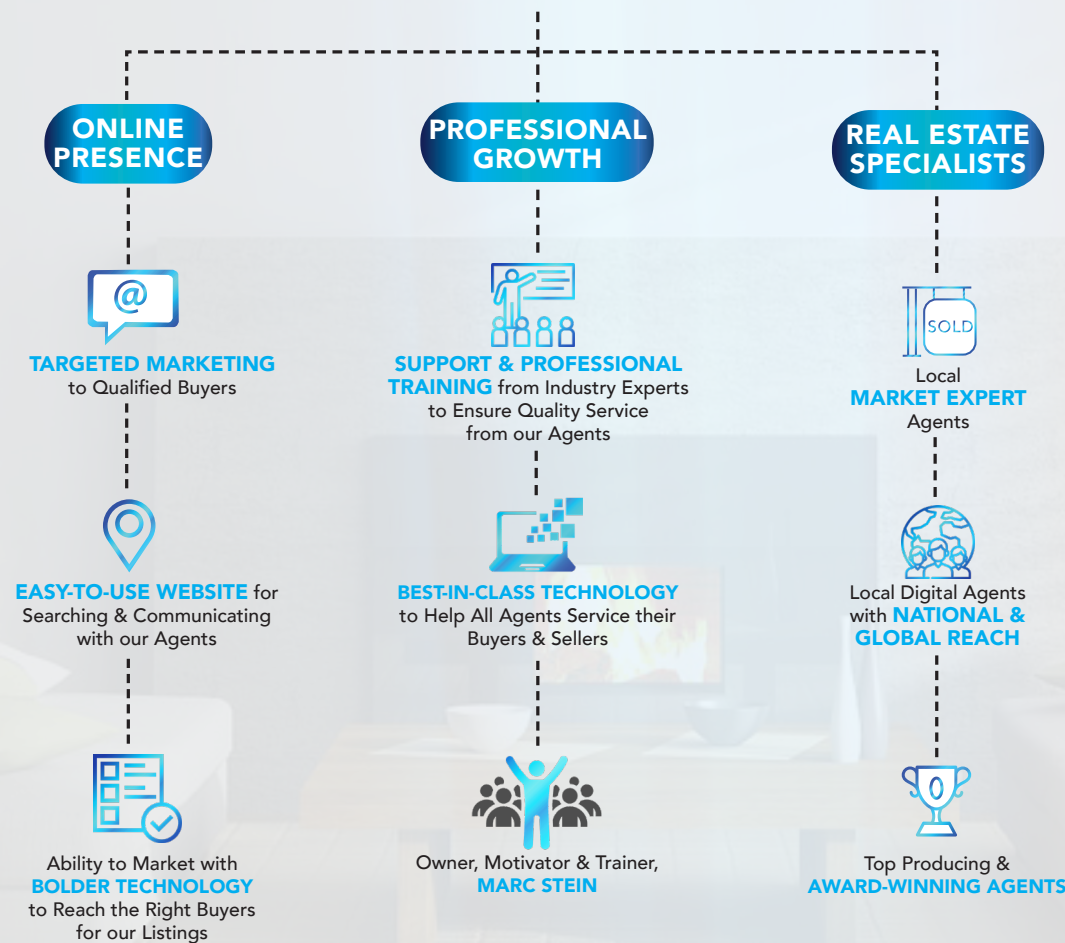 ONLINE
PRESENCE
@
TARGETED MARKETING
to Qualified Buyers
EASY-TO-USE WEBSITE for
Searching & Communicating
with our Agents
Ability to Market with
BOLDER TECHNOLOGY
to Reach the Right Buyers
for our Listings
PROFESSIONAL
GROWTH
SUPPORT & PROFESSIONAL
TRAINING from Industry Experts
to Ensure Quality Service
from our Agents
BEST-IN-CLASS TECHNOLOGY
to Help All Agents Service their
Buyers & Sellers
Owner, Motivator & Trainer,
MARC STEIN
REAL ESTATE
SPECIALISTS
SOLD
Local
MARKET EXPERT
Agents
Local Digital Agents
with NATIONAL &
GLOBAL REACH
0
Top Producing &
AWARD-WINNING AGENTS